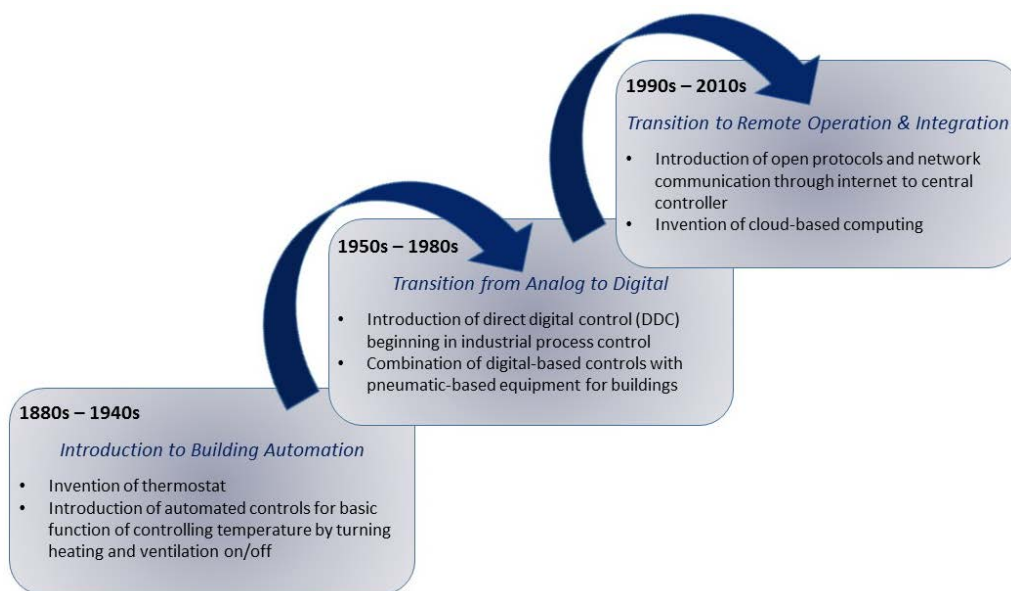 1990s – 2010s
Transition to Remote Operation & Integration
• Introduction of open protocols and network
communication through internet to central
controller
• Invention of cloud-based computing
1950s – 1980s
Transition from Analog to Digital
• Introduction of direct digital control (DDC)
beginning in industrial process control
• Combination of digital-based controls with
pneumatic-based equipment for buildings
1880s – 1940s
Introduction to Building Automation
• Invention of thermostat
• Introduction of automated controls for basic
function of controlling temperature by turning
heating and ventilation on/off